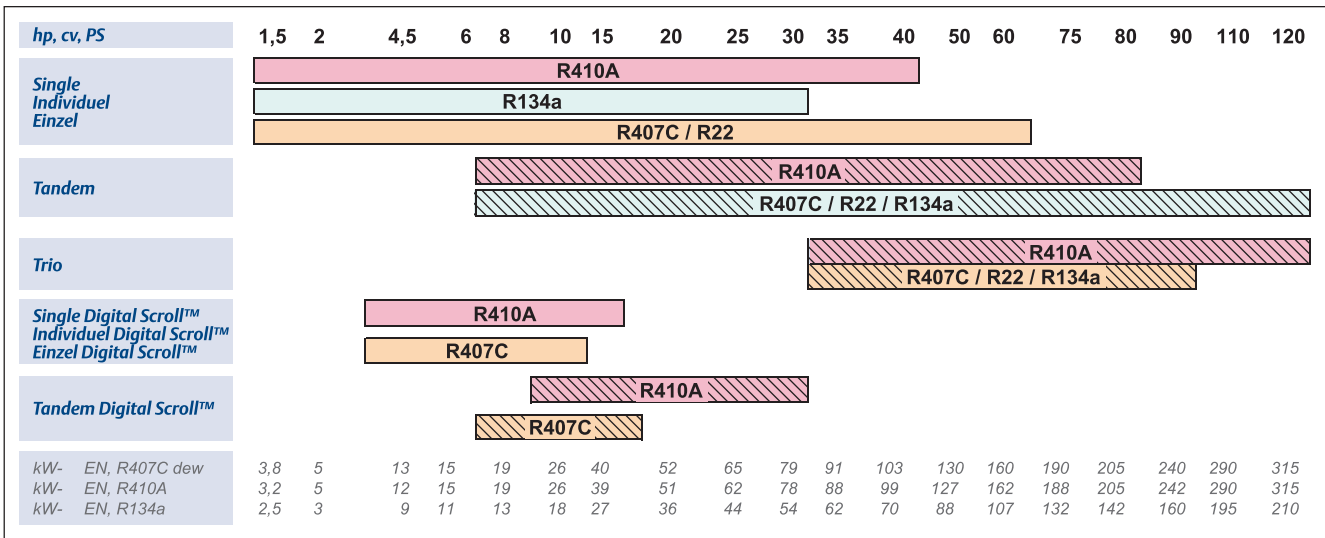 hp, cv, PS 1,5 2 4,5 6 8 10 15 20 25 30 35 40 50 60 75 80 90 110 120
Single
Individuel
Einzel
R410A
R134a
R407C / R22
Tandem
R410A
R407C / R22 / R134a
Trio
R410A
R407C / R22 / R134a
Single Digital Scroll™
Individuel Digital Scroll™
Einzel Digital Scroll™
R410A
R407C
Tandem Digital Scroll™
R410A
R407C
kW- EN, R407C dew 3,8 5 13 15 19 26 40 52 65 79 91 103 130 160 190 205 240 290 315
kW- EN, R410A 3,2 5 12 15 19 26 39 51 62 78 88 99 127 162 188 205 242 290 315
kW- EN, R134a 2,5 3 9 11 13 18 27 36 44 54 62 70 88 107 132 142 160 195 210